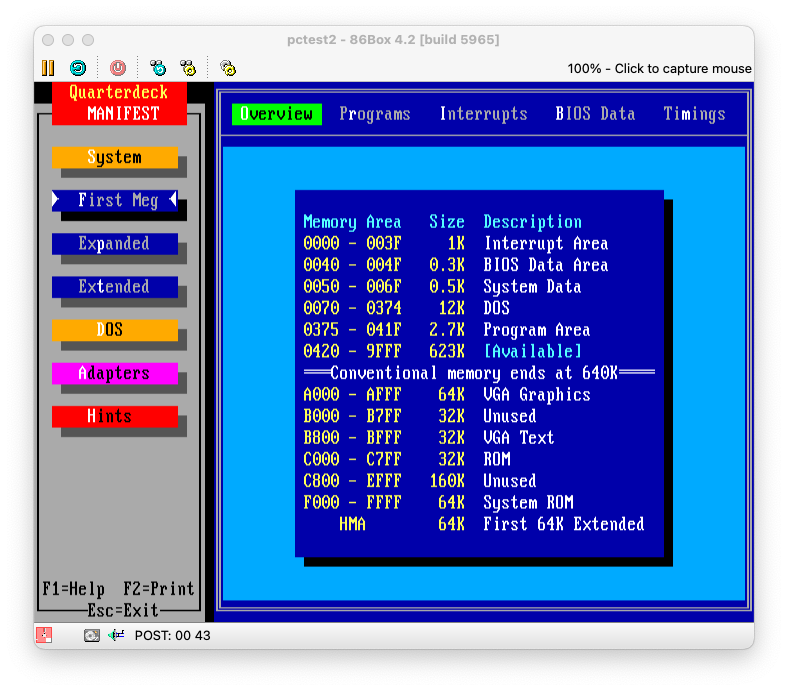 pctest2 - 86Box 4.2 [build 5965]
100% - Click to capture mouse
Quarterdeck
MANIFEST
System
First Meg
Expanded
Extended
DOS
Adapters
Hints
F1=Help F2=Print
Esc=Exit
Overview Programs Interrupts BIOS Data Timings
Memory Area Size Description
0000 - 003F 1K Interrupt Area
0040 - 004F 0.3K BIOS Data Area
0050 - 006F 0.5K System Data
0070 - 0374 12K DOS
0375 - 041F 2.7K Program Area
0420 - 9FFF 623K [Available]
Conventional memory ends at 640K
A000 - AFFF 64K VGA Graphics
B000 - B7FF 32K Unused
B800 - BFFF 32K VGA Text
C000 - C7FF 32K ROM
C800 - EFFF 160K Unused
F000 - FFFF 64K System ROM
HMA 64K First 64K Extended
POST: 00 43